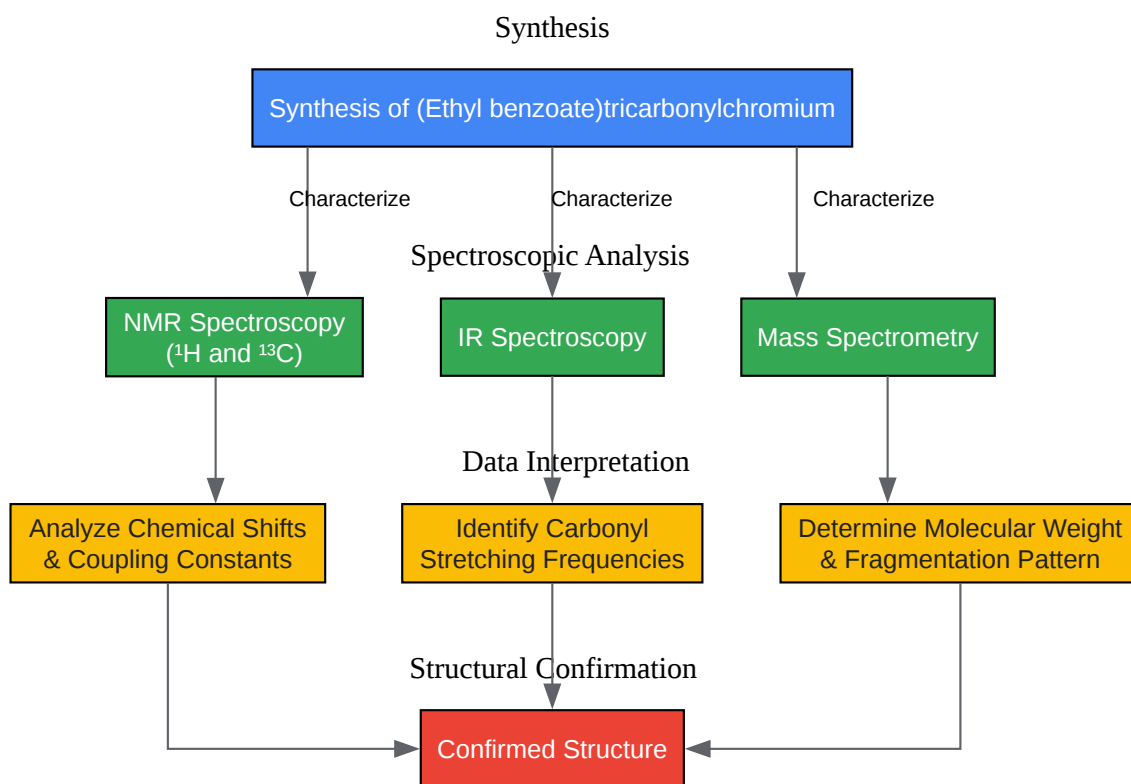 Synthesis
Synthesis of (Ethyl benzoate)tricarbonylchromium
Characterize
Characterize
Characterize
Spectroscopic Analysis
NMR Spectroscopy
(¹H and ¹³C)
IR Spectroscopy
Mass Spectrometry
Data Interpretation
Analyze Chemical Shifts
& Coupling Constants
Identify Carbonyl
Stretching Frequencies
Determine Molecular Weight
& Fragmentation Pattern
Structural Confirmation
Confirmed Structure